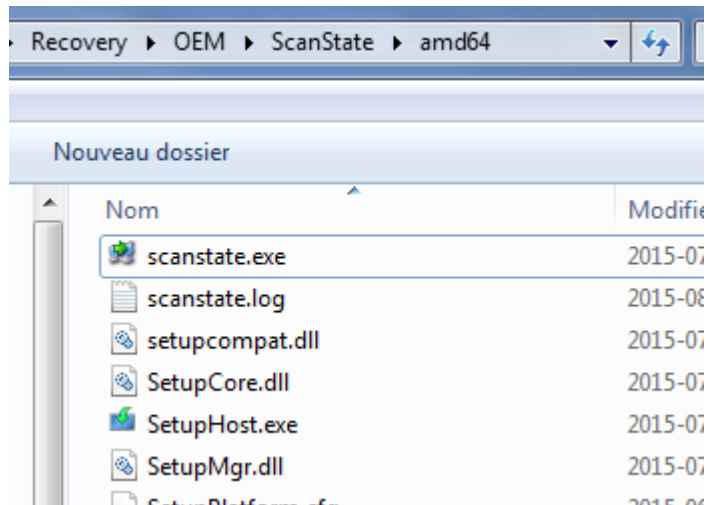 Recovery OEM ScanState amd64
Nouveau dossier
Nom Modifie
scanstate.exe 2015-07
scanstate.log 2015-08
setupcompat.dll 2015-07
SetupCore.dll 2015-07
SetupHost.exe 2015-07
SetupMgr.dll 2015-07